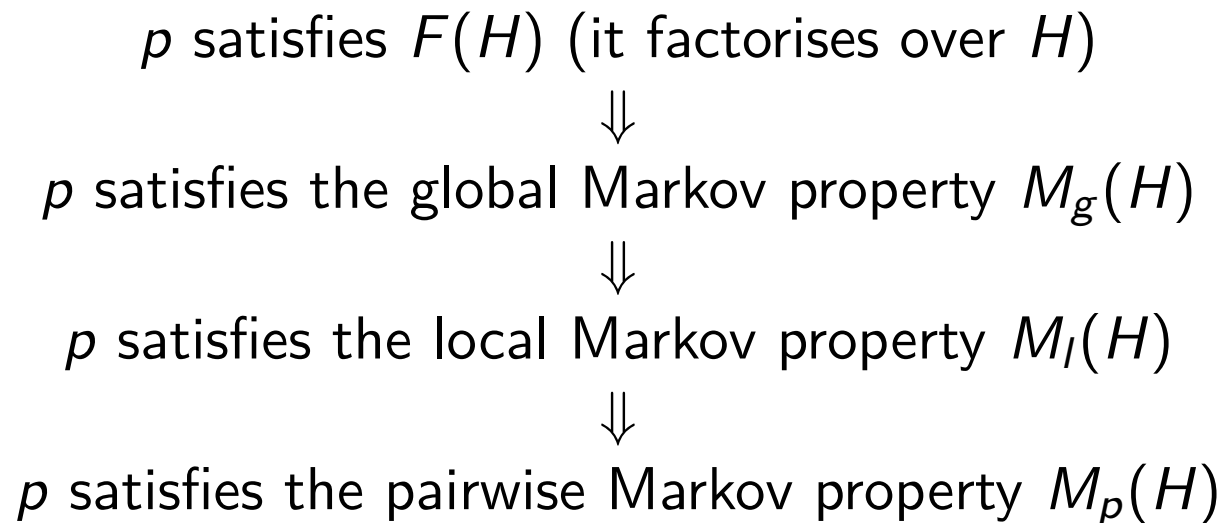 p satisfies F(H) (it factorises over H)
⇓
p satisfies the global Markov property M_g(H)
⇓
p satisfies the local Markov property M_l(H)
⇓
p satisfies the pairwise Markov property M_p(H)